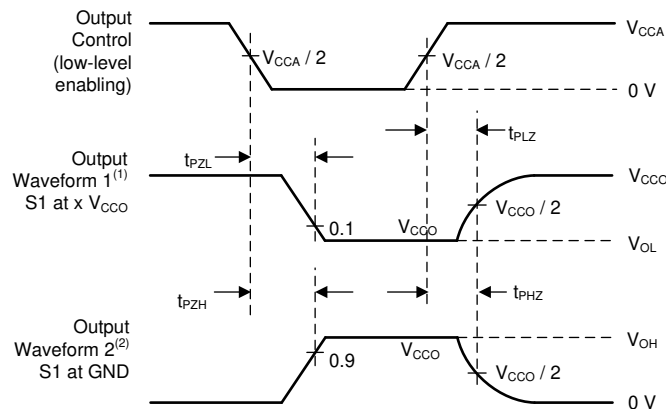 Output
Control
(low-level
enabling)
V_CCA / 2
V_CCA / 2
V_CCA
0 V
t_PZL
t_PLZ
Output
Waveform 1^(1)
S1 at x V_CCO
0.1
V_CCO
V_CCO / 2
V_CCO
V_OL
t_PZH
t_PHZ
Output
Waveform 2^(2)
S1 at GND
0.9
V_CCO
V_CCO / 2
V_OH
0 V